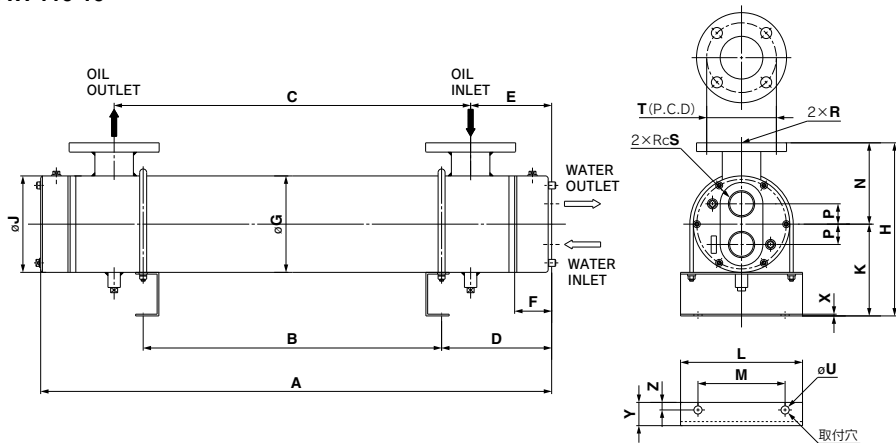 OIL
OUTLET
OIL
INLET
C
E
WATER
OUTLET
WATER
INLET
øJ
øG
F
B
D
A
T(P.C.D)
2×R
2×RcS
N
P
P
H
K
X
L
M
øU
Z
Y
取付穴